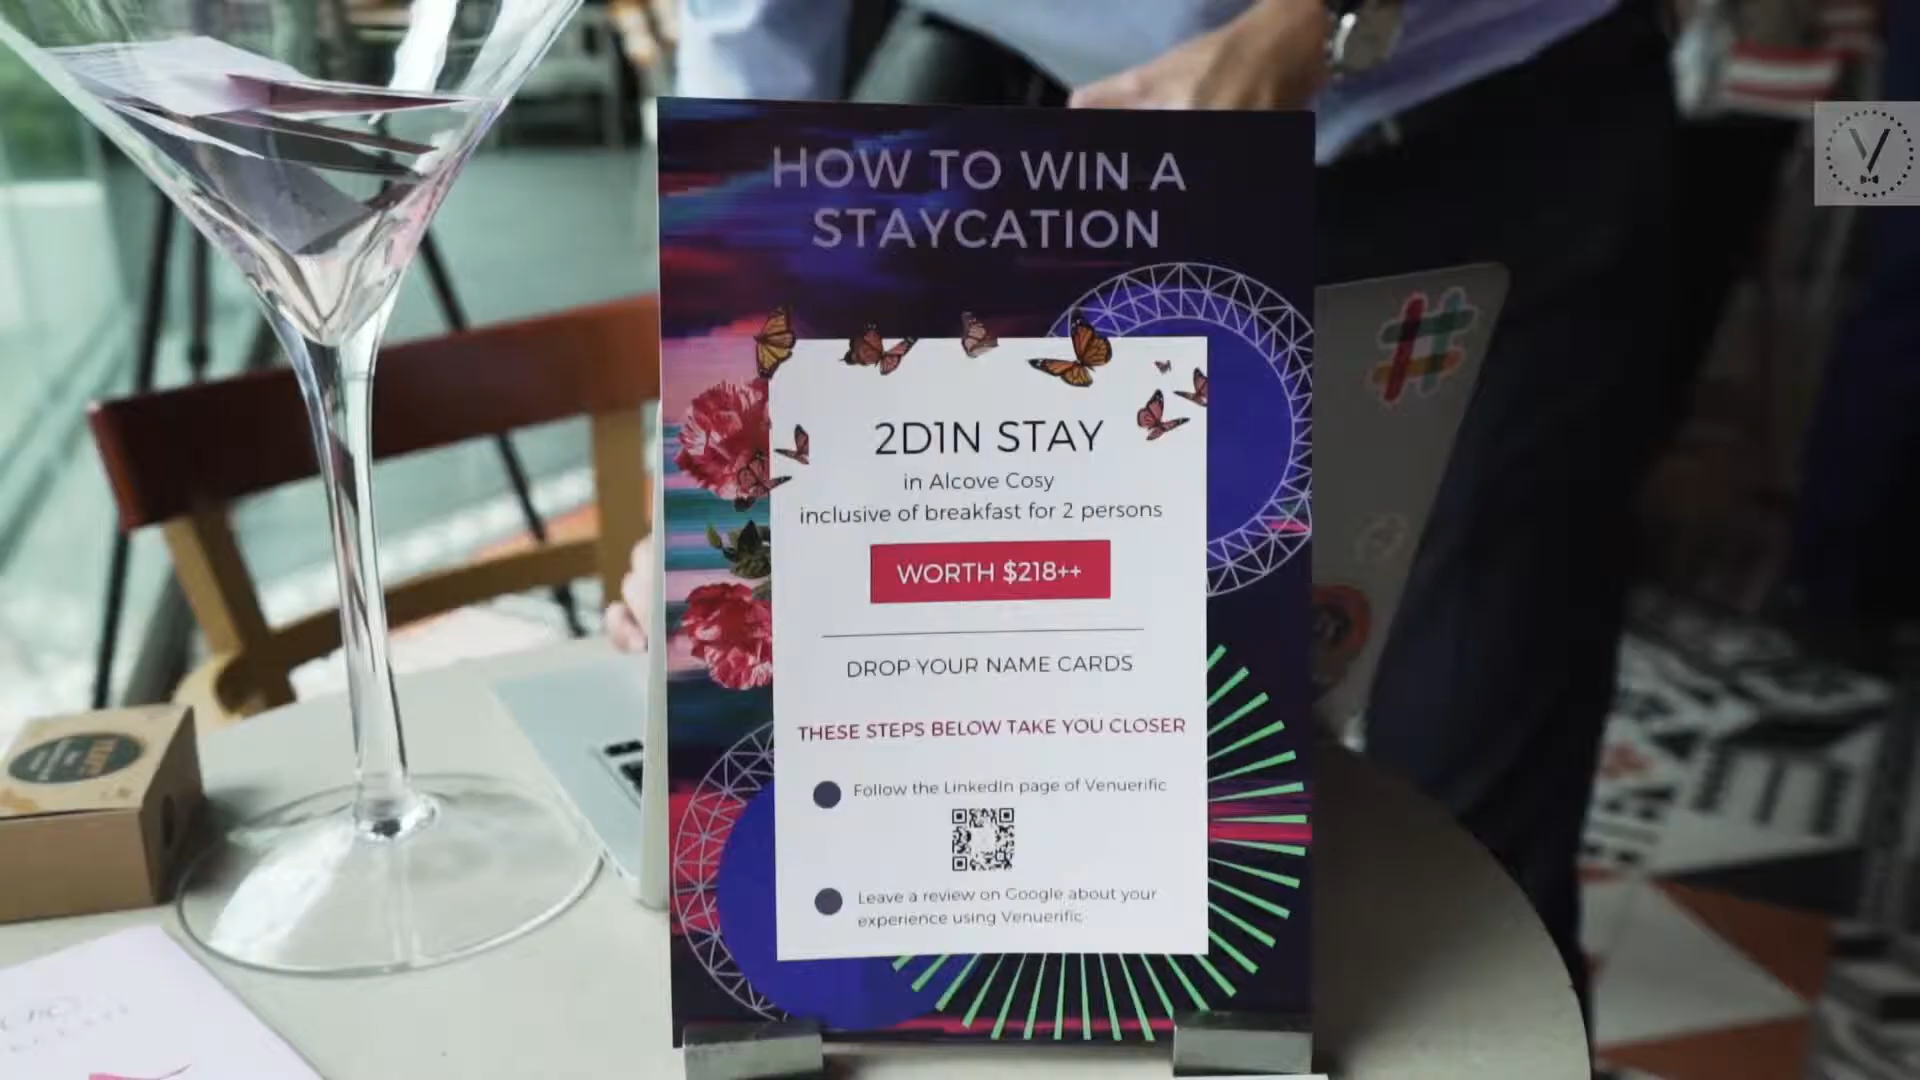 HOW TO WIN A
STAYCATION
2D1N STAY
in Alcove Cosy
inclusive of breakfast for 2 persons
WORTH $218++
DROP YOUR NAME CARDS
THESE STEPS BELOW TAKE YOU CLOSER
Follow the LinkedIn page of Venuerific
Leave a review on Google about your
experience using Venuerific
V